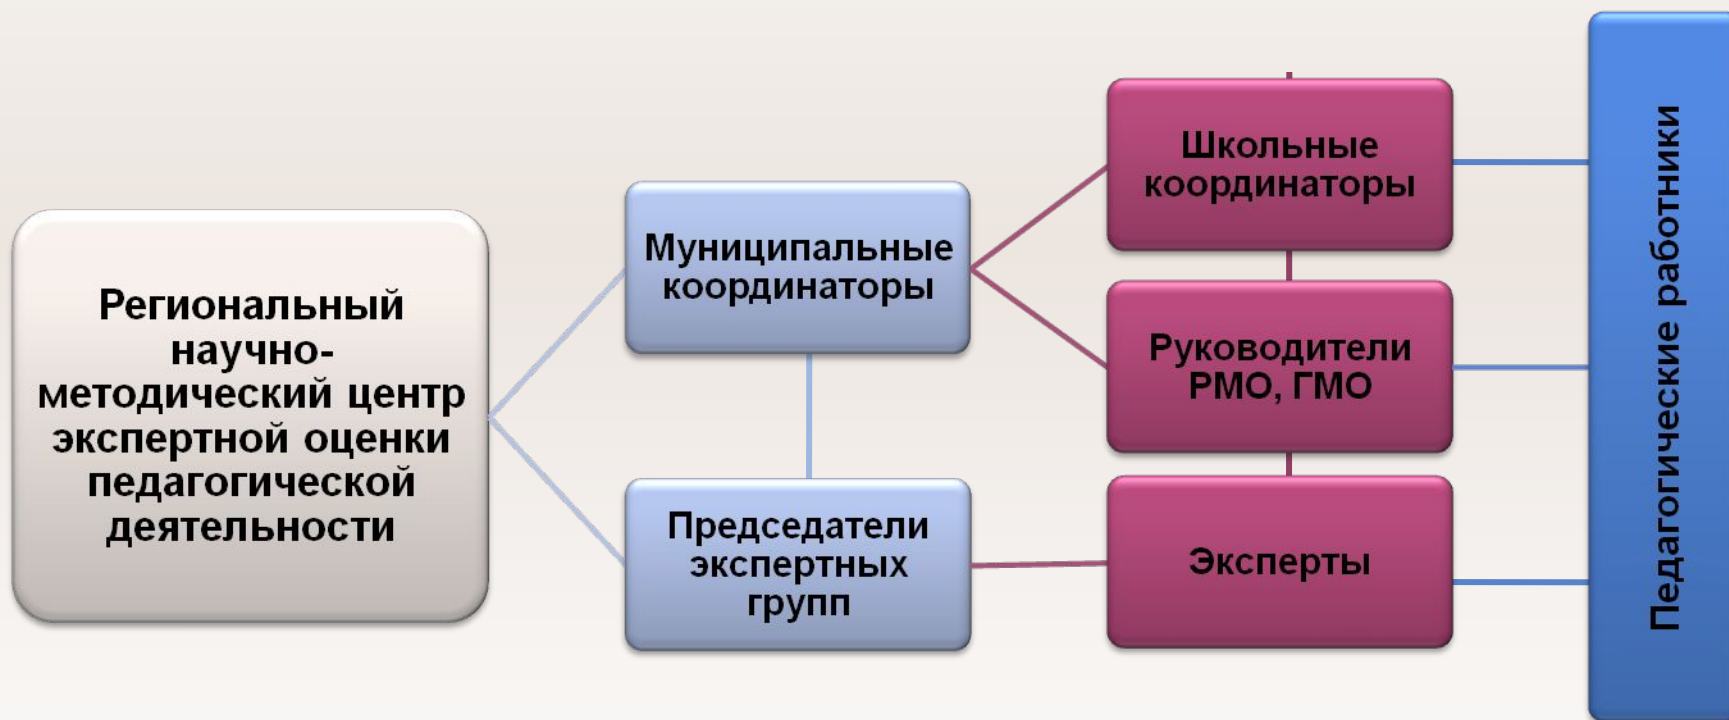 Региональный
научно-
методический центр
экспертной оценки
педагогической
деятельности
Муниципальные
координаторы
Председатели
экспертных
групп
Школьные
координаторы
Руководители
РМО, ГМО
Эксперты
Педагогические работники